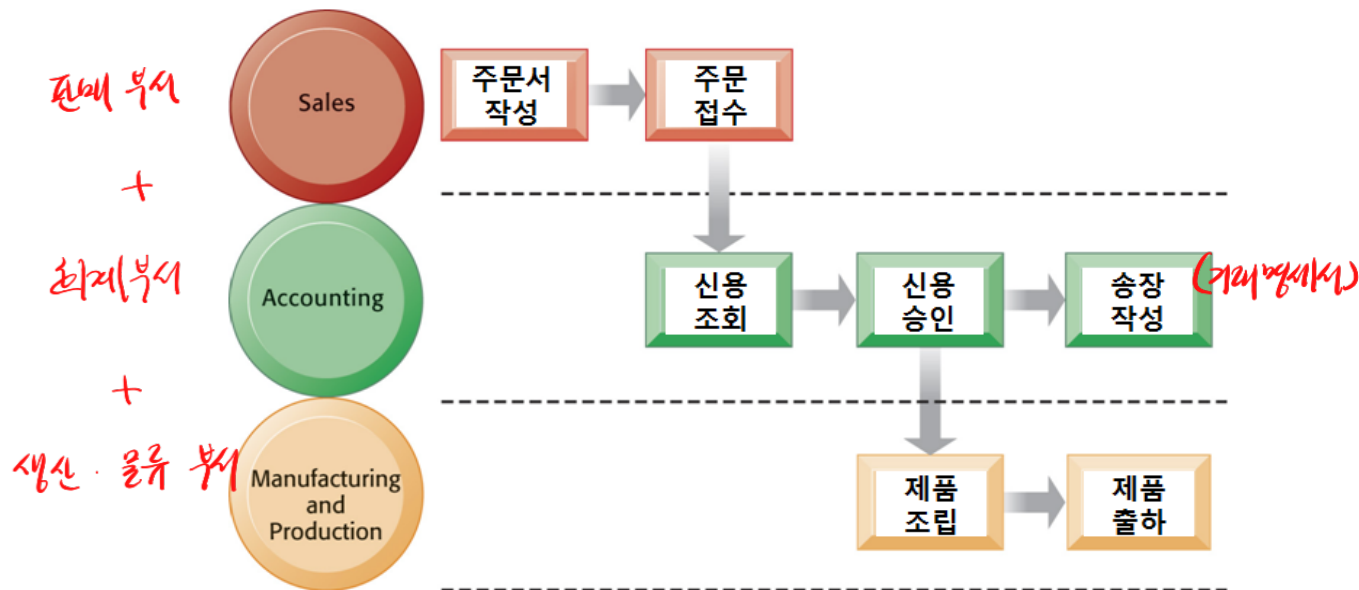 판매 부서
Sales
주문서
작성
주문
접수
+
회계부서
Accounting
신용
조회
신용
승인
송장
작성
(거래명세서)
+
생산·물류 부서
Manufacturing
and
Production
제품
조립
제품
출하